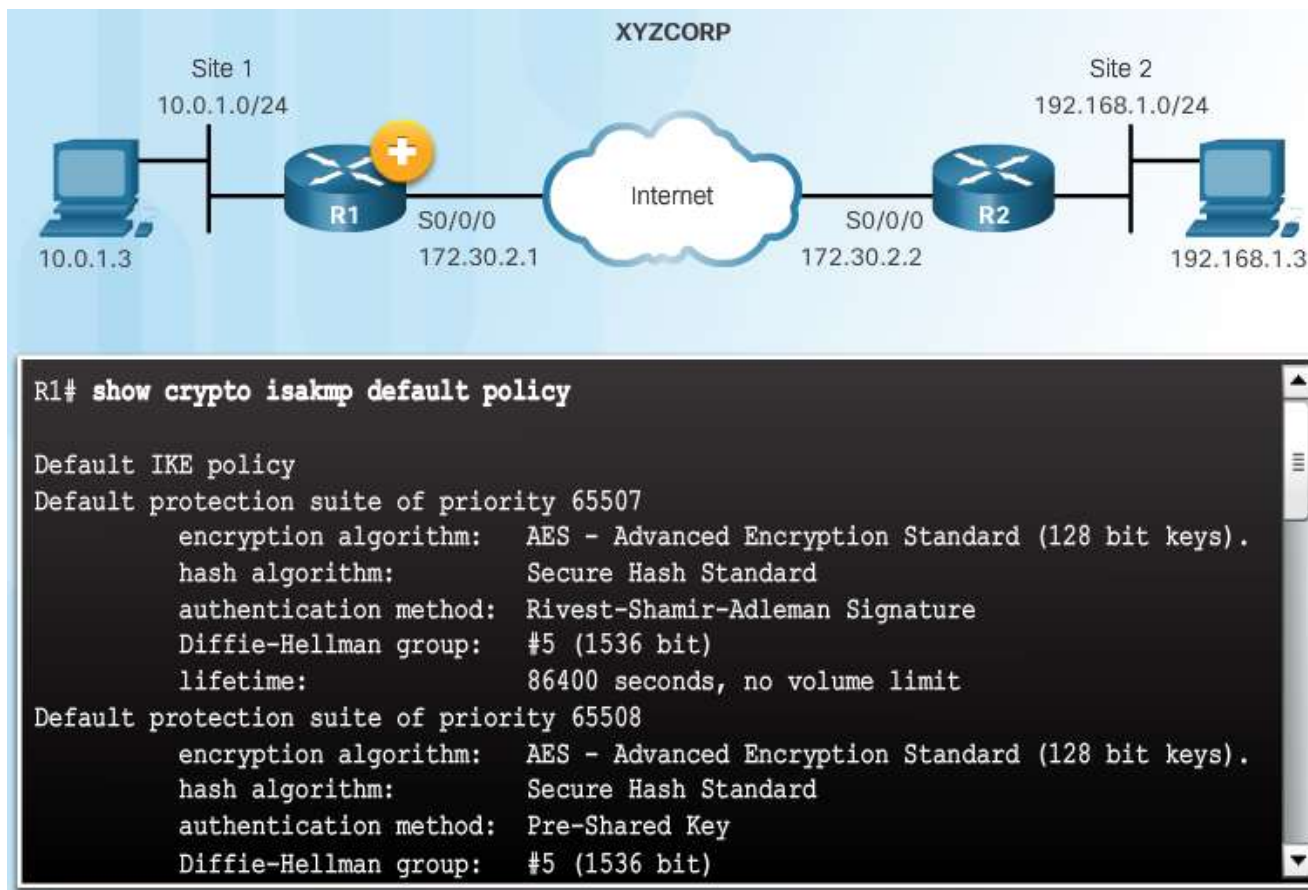 XYZCORP
Site 1
10.0.1.0/24
Site 2
192.168.1.0/24
R1
S0/0/0
172.30.2.1
Internet
S0/0/0
172.30.2.2
R2
10.0.1.3
192.168.1.3
R1# show crypto isakmp default policy
Default IKE policy
Default protection suite of priority 65507
encryption algorithm: AES - Advanced Encryption Standard (128 bit keys).
hash algorithm: Secure Hash Standard
authentication method: Rivest-Shamir-Adleman Signature
Diffie-Hellman group: #5 (1536 bit)
lifetime: 86400 seconds, no volume limit
Default protection suite of priority 65508
encryption algorithm: AES - Advanced Encryption Standard (128 bit keys).
hash algorithm: Secure Hash Standard
authentication method: Pre-Shared Key
Diffie-Hellman group: #5 (1536 bit)